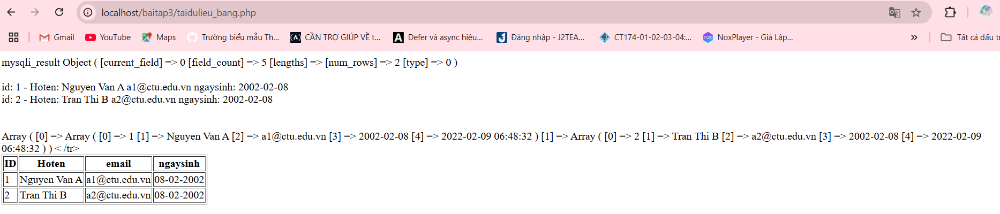 localhost/baitap3/taidulieu_bang.php
Gmail YouTube Maps Trường biểu mẫu Th... CẦN TRỢ GIÚP VỀ t... Defer và async hiệu... Đăng nhập - J2TEA... CT174-01-02-03-04:... NoxPlayer - Giả Lập... » Tất cả dấu tr
mysqli_result Object ( [current_field] => 0 [field_count] => 5 [lengths] => [num_rows] => 2 [type] => 0 )
id: 1 - Hoten: Nguyen Van A a1@ctu.edu.vn ngaysinh: 2002-02-08
id: 2 - Hoten: Tran Thi B a2@ctu.edu.vn ngaysinh: 2002-02-08
Array ( [0] => Array ( [0] => 1 [1] => Nguyen Van A [2] => a1@ctu.edu.vn [3] => 2002-02-08 [4] => 2022-02-09 06:48:32 ) [1] => Array ( [0] => 2 [1] => Tran Thi B [2] => a2@ctu.edu.vn [3] => 2002-02-08 [4] => 2022-02-09
06:48:32 ) ) < /tr>
ID Hoten email ngaysinh
1 Nguyen Van A a1@ctu.edu.vn 08-02-2002
2 Tran Thi B a2@ctu.edu.vn 08-02-2002